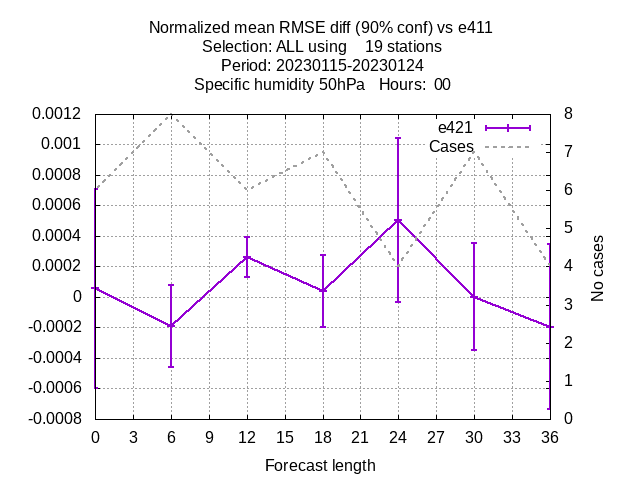 Normalized mean RMSE diff (90% conf) vs e411
Selection: ALL using    19 stations
Period: 20230115-20230124
Specific humidity 50hPa   Hours:  00
0.0012
0.001
0.0008
0.0006
0.0004
0.0002
0
-0.0002
-0.0004
-0.0006
-0.0008
e421
Cases
8
7
6
5
4
3
2
1
0
No cases
0 3 6 9 12 15 18 21 24 27 30 33 36
Forecast length